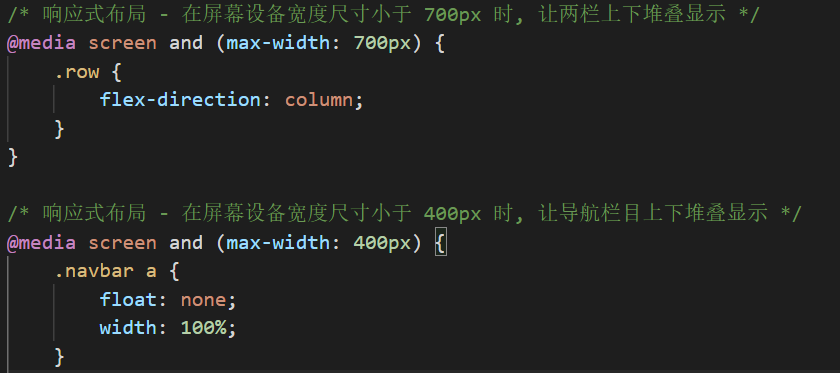 /* 响应式布局 - 在屏幕设备宽度尺寸小于 700px 时, 让两栏上下堆叠显示 */
@media screen and (max-width: 700px) {
    .row {
        flex-direction: column;
    }
}

/* 响应式布局 - 在屏幕设备宽度尺寸小于 400px 时, 让导航栏目上下堆叠显示 */
@media screen and (max-width: 400px) {
    .navbar a {
        float: none;
        width: 100%;
    }